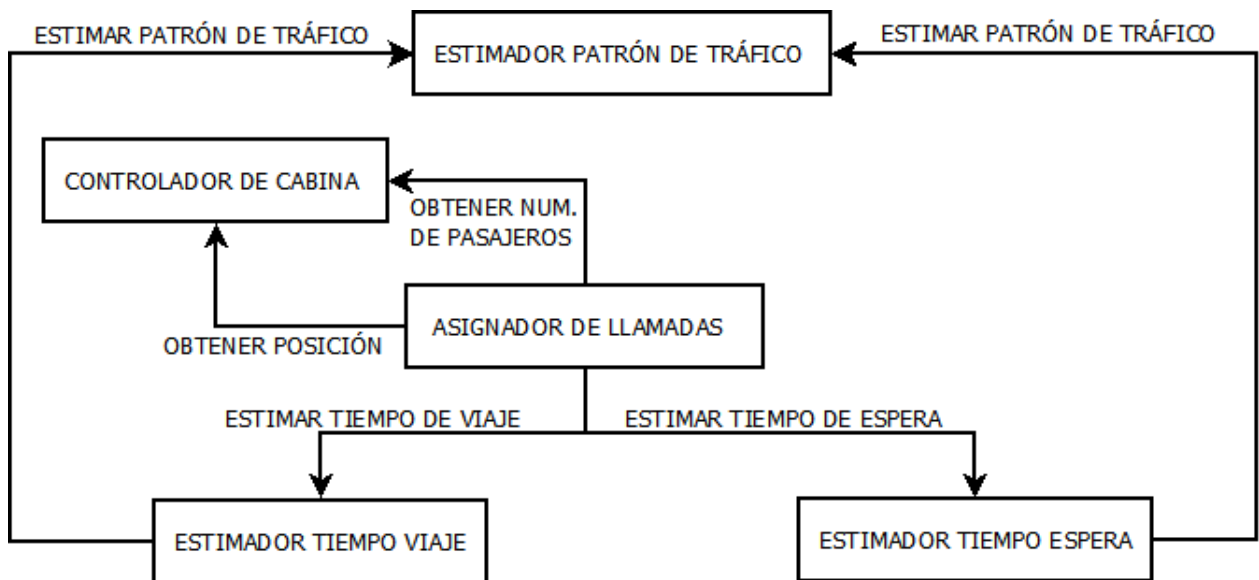 ESTIMAR PATRÓN DE TRÁFICO
ESTIMADOR PATRÓN DE TRÁFICO
ESTIMAR PATRÓN DE TRÁFICO
CONTROLADOR DE CABINA
OBTENER NUM.
DE PASAJEROS
ASIGNADOR DE LLAMADAS
OBTENER POSICIÓN
ESTIMAR TIEMPO DE VIAJE
ESTIMAR TIEMPO DE ESPERA
ESTIMADOR TIEMPO VIAJE
ESTIMADOR TIEMPO ESPERA